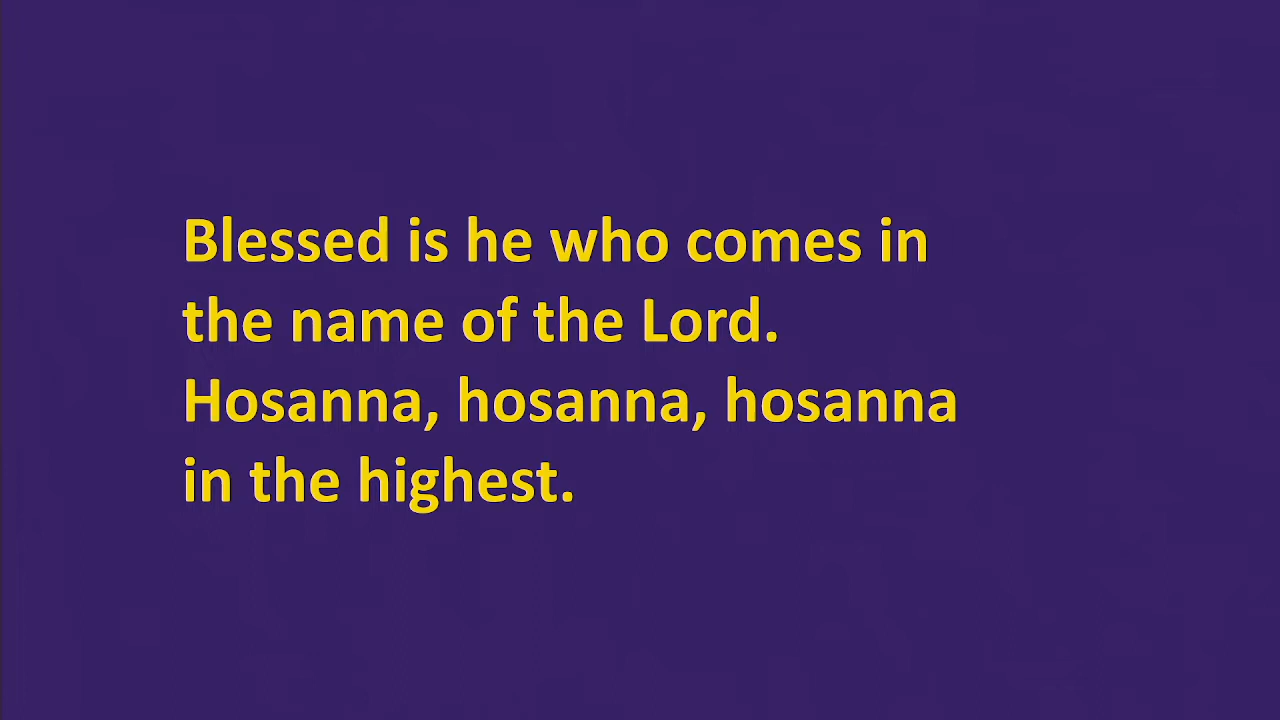 Blessed is he who comes in
the name of the Lord.
Hosanna, hosanna, hosanna
in the highest.